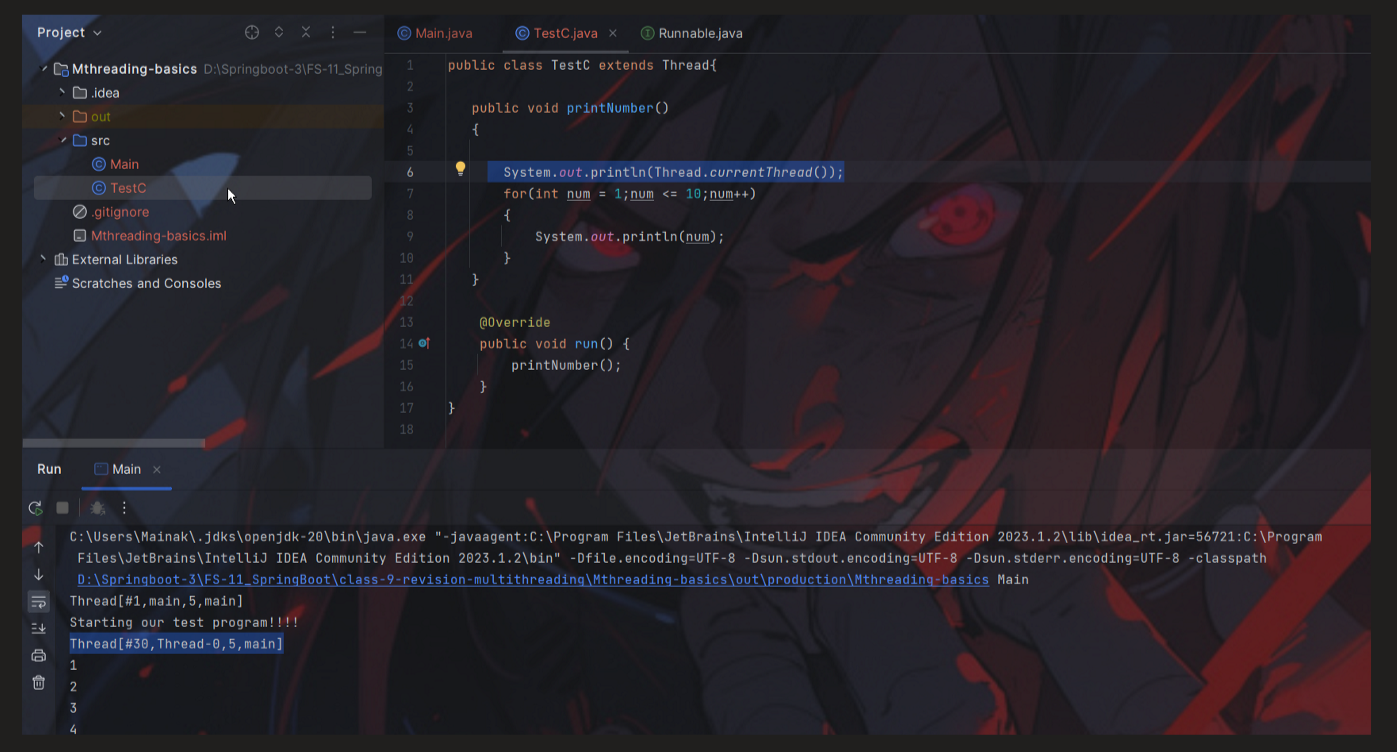 Project
Mthreading-basics D:\Springboot-3\FS-11_Spring
.idea
out
src
Main
TestC
.gitignore
Mthreading-basics.iml
External Libraries
Scratches and Consoles
Main.java TestC.java Runnable.java
1 public class TestC extends Thread{
2
3 public void printNumber()
4 {
5
6 System.out.println(Thread.currentThread());
7 for(int num = 1;num <= 10;num++)
8 {
9 System.out.println(num);
10 }
11 }
12
13 @Override
14 public void run() {
15 printNumber();
16 }
17 }
18
Run Main
C:\Users\Mainak\.jdks\openjdk-20\bin\java.exe "-javaagent:C:\Program Files\JetBrains\IntelliJ IDEA Community Edition 2023.1.2\lib\idea_rt.jar=56721:C:\Program
Files\JetBrains\IntelliJ IDEA Community Edition 2023.1.2\bin" -Dfile.encoding=UTF-8 -Dsun.stdout.encoding=UTF-8 -Dsun.stderr.encoding=UTF-8 -classpath
D:\Springboot-3\FS-11_SpringBoot\class-9-revision-multithreading\Mthreading-basics\out\production\Mthreading-basics Main
Thread[#1,main,5,main]
Starting our test program!!!!
Thread[#30,Thread-0,5,main]
1
2
3
4